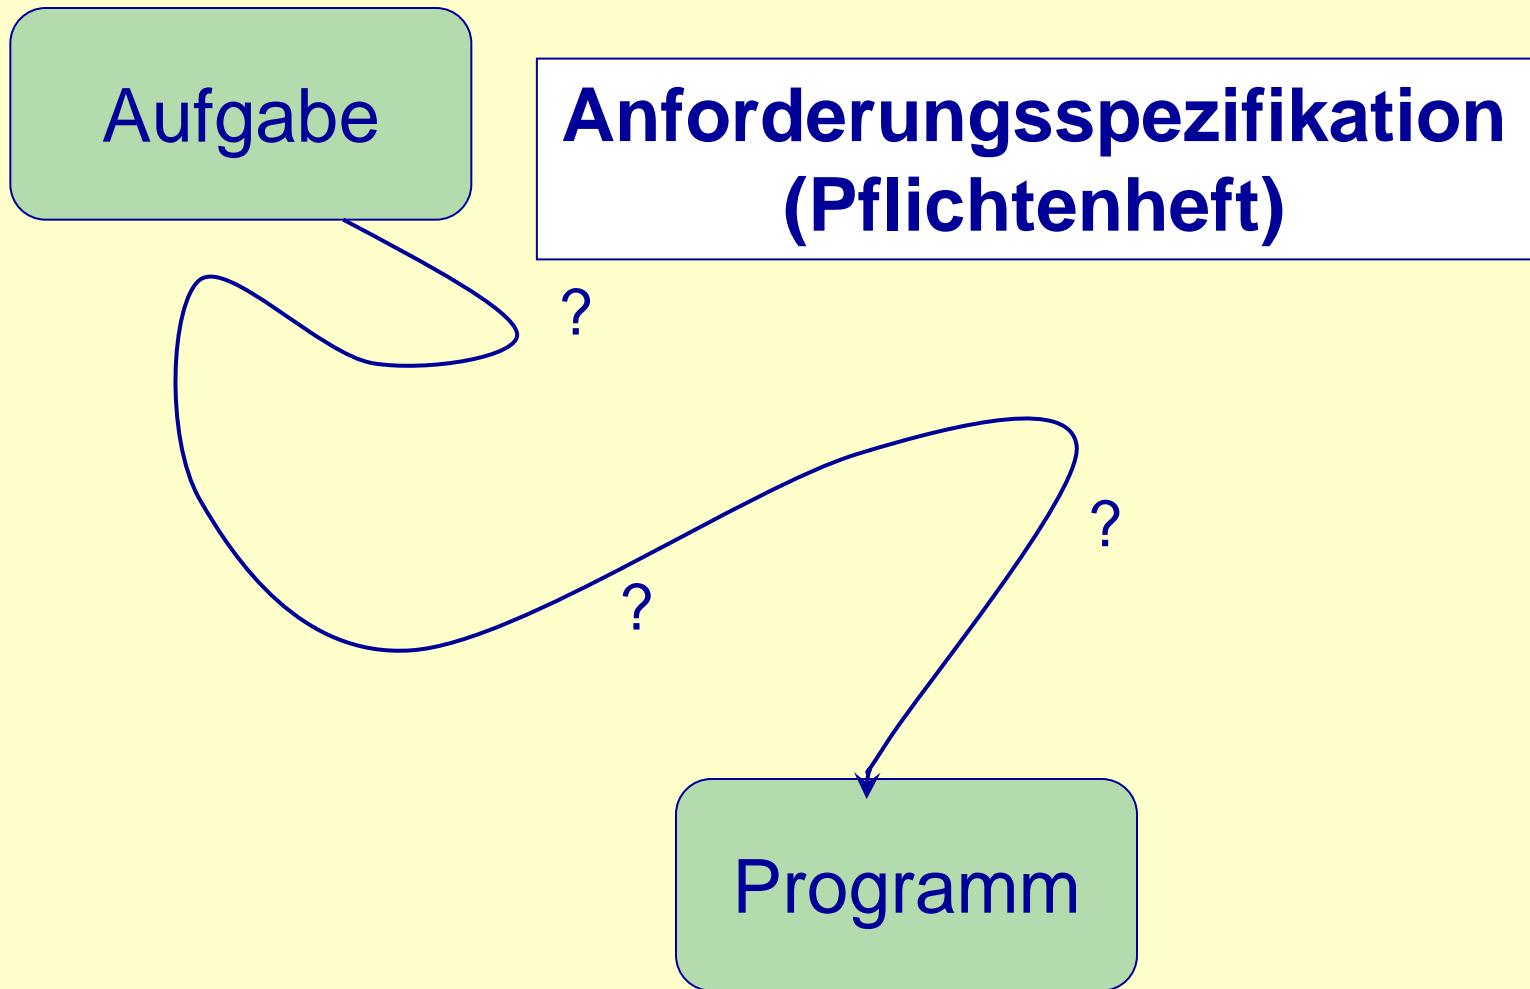 Aufgabe
Anforderungsspezifikation
(Pflichtenheft)
?
?
?
Programm